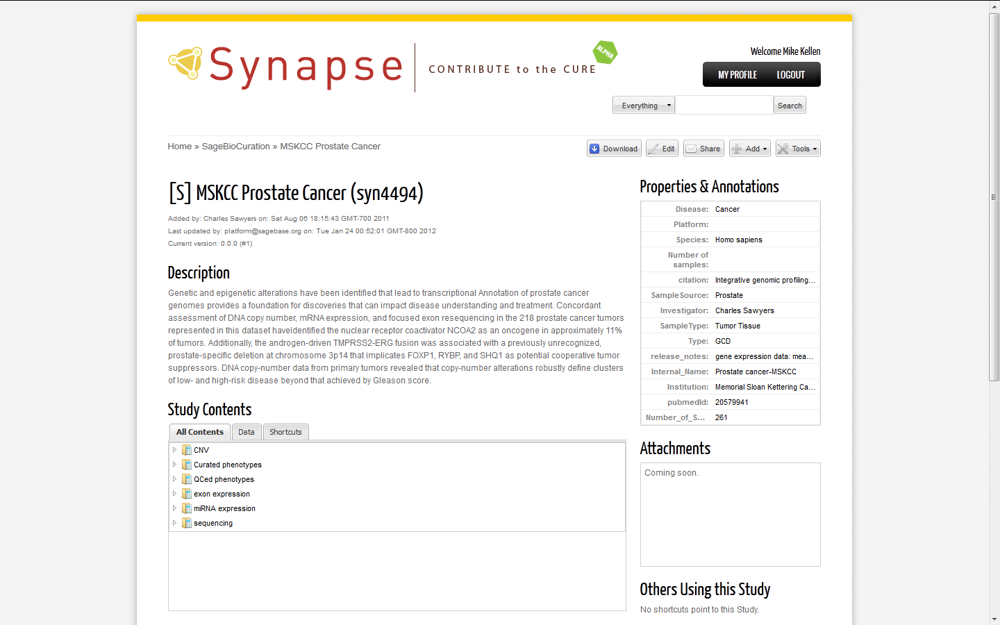 Synapse
CONTRIBUTE to the CURE
ALPHA
Welcome Mike Kellen
MY PROFILE LOGOUT
Everything Search
Home » SageBioCuration » MSKCC Prostate Cancer
Download Edit Share Add Tools
[S] MSKCC Prostate Cancer (syn4494)
Added by: Charles Sawyers on: Sat Aug 06 18:15:43 GMT-700 2011
Last updated by: platform@sagebase.org on: Tue Jan 24 00:52:01 GMT-800 2012
Current version: 0.0.0 (#1)
Description
Genetic and epigenetic alterations have been identified that lead to transcriptional Annotation of prostate cancer
genomes provides a foundation for discoveries that can impact disease understanding and treatment. Concordant
assessment of DNA copy number, mRNA expression, and focused exon resequencing in the 218 prostate cancer tumors
represented in this dataset haveidentified the nuclear receptor coactivator NCOA2 as an oncogene in approximately 11%
of tumors. Additionally, the androgen-driven TMPRSS2-ERG fusion was associated with a previously unrecognized,
prostate-specific deletion at chromosome 3p14 that implicates FOXP1, RYBP, and SHQ1 as potential cooperative tumor
suppressors. DNA copy-number data from primary tumors revealed that copy-number alterations robustly define clusters
of low- and high-risk disease beyond that achieved by Gleason score.
Study Contents
All Contents Data Shortcuts
CNV
Curated phenotypes
QCed phenotypes
exon expression
miRNA expression
sequencing
Properties & Annotations
Disease: Cancer
Platform:
Species: Homo sapiens
Number of
samples:
citation: Integrative genomic profiling...
SampleSource: Prostate
Investigator: Charles Sawyers
SampleType: Tumor Tissue
Type: GCD
release_notes: gene expression data: mea...
Internal_Name: Prostate cancer-MSKCC
Institution: Memorial Sloan Kettering Ca...
pubmedId: 20579941
Number_of_S... 261
Attachments
Coming soon.
Others Using this Study
No shortcuts point to this Study.